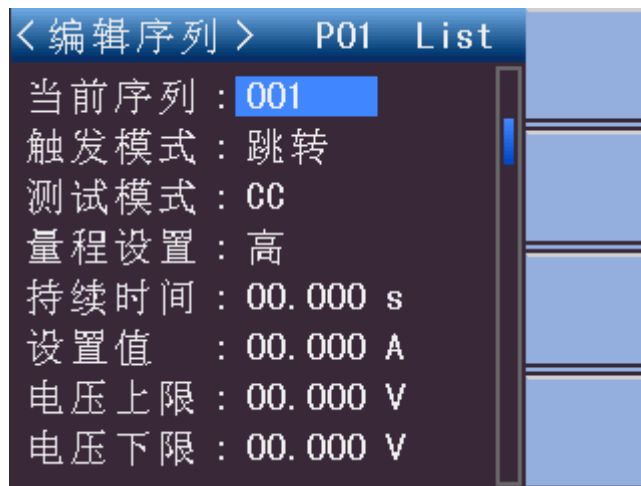 <编辑序列> P01 List
当前序列:001
触发模式:跳转
测试模式:CC
量程设置:高
持续时间:00.000 s
设置值 :00.000 A
电压上限:00.000 V
电压下限:00.000 V